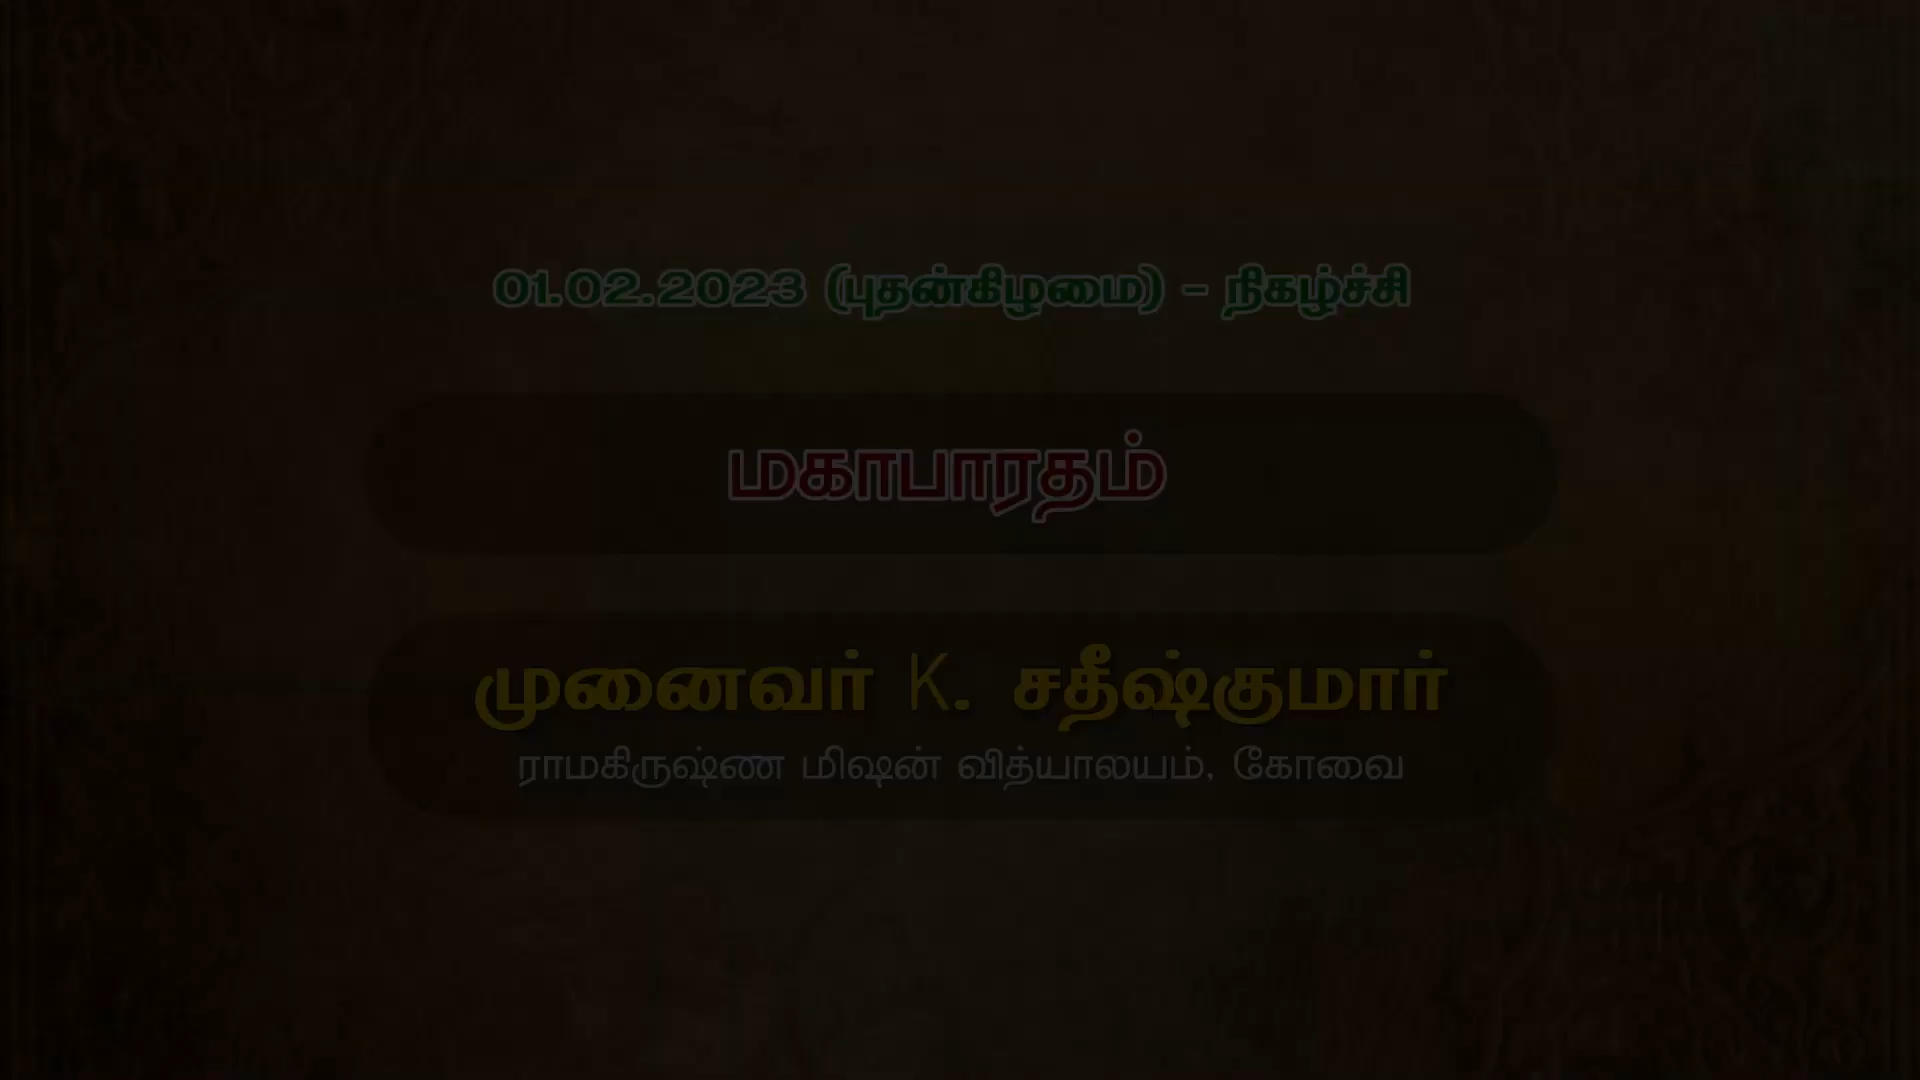 01.02.2023 (புதன்கிழமை) - நிகழ்ச்சி
மகாபாரதம்
முனைவர் K. சதீஷ்குமார்
ராமகிருஷ்ண மிஷன் வித்யாலயம், கோவை